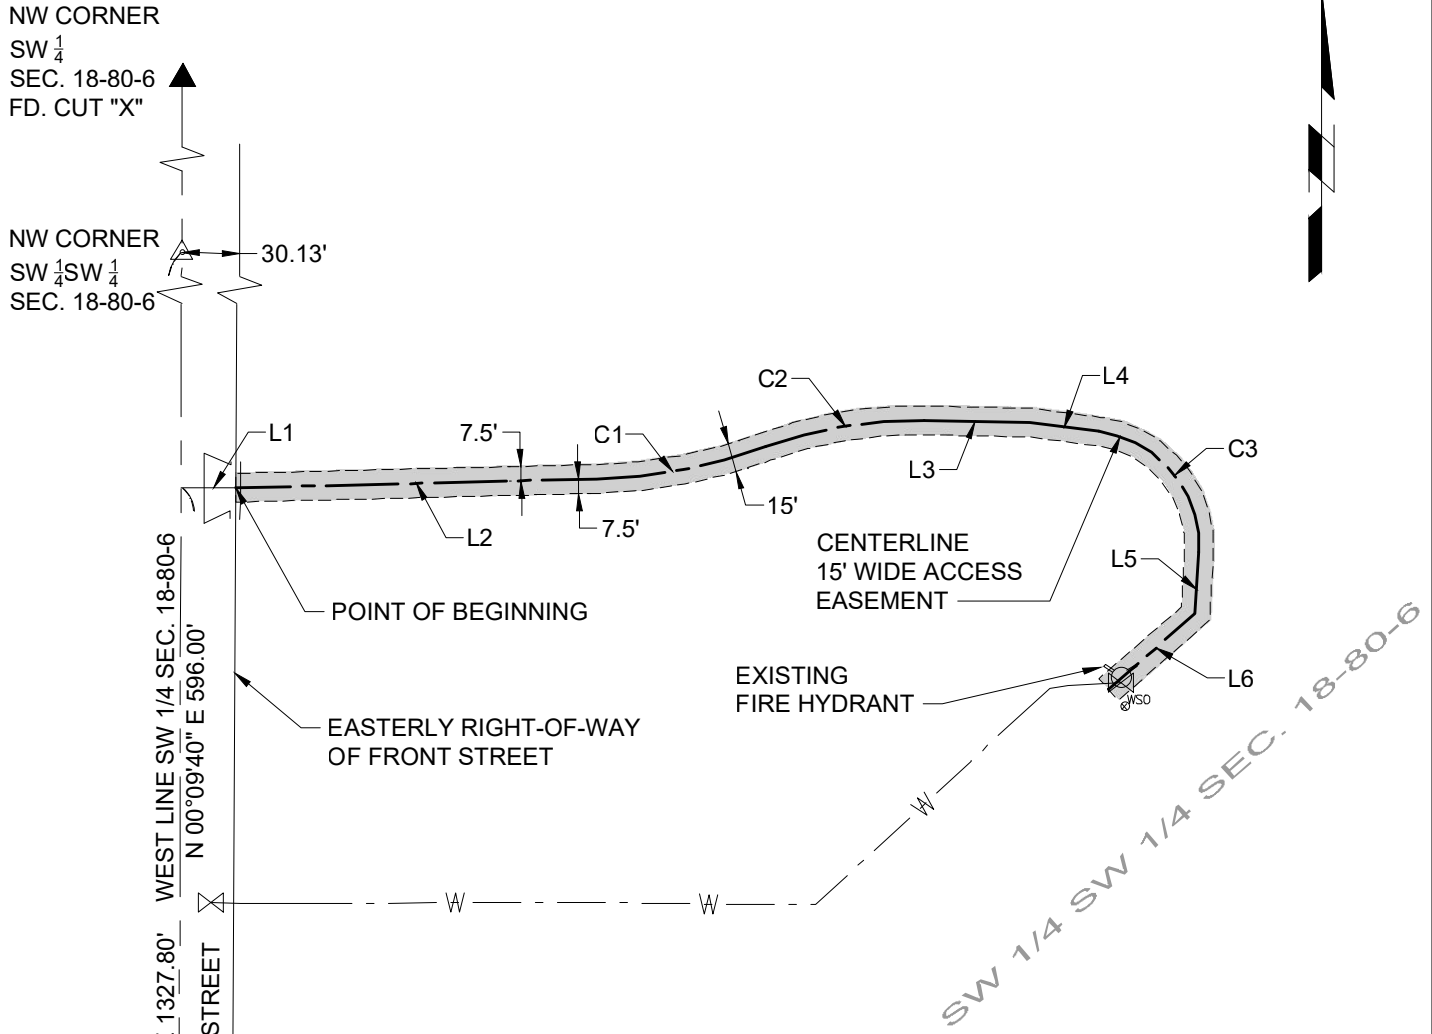 NW CORNER
SW 1/4
SEC. 18-80-6
FD. CUT "X"
NW CORNER
SW 1/4SW 1/4
SEC. 18-80-6
30.13'
L1
7.5'
C1
C2
L4
L3
C3
15'
7.5'
L2
CENTERLINE
15' WIDE ACCESS
EASEMENT
L5
POINT OF BEGINNING
EXISTING
FIRE HYDRANT
L6
WSO
EASTERLY RIGHT-OF-WAY
OF FRONT STREET
WEST LINE SW 1/4 SEC. 18-80-6
N 00°09'40" E 596.00'
W
W
W
1327.80'
STREET
SW 1/4 SW 1/4 SEC. 18-80-6